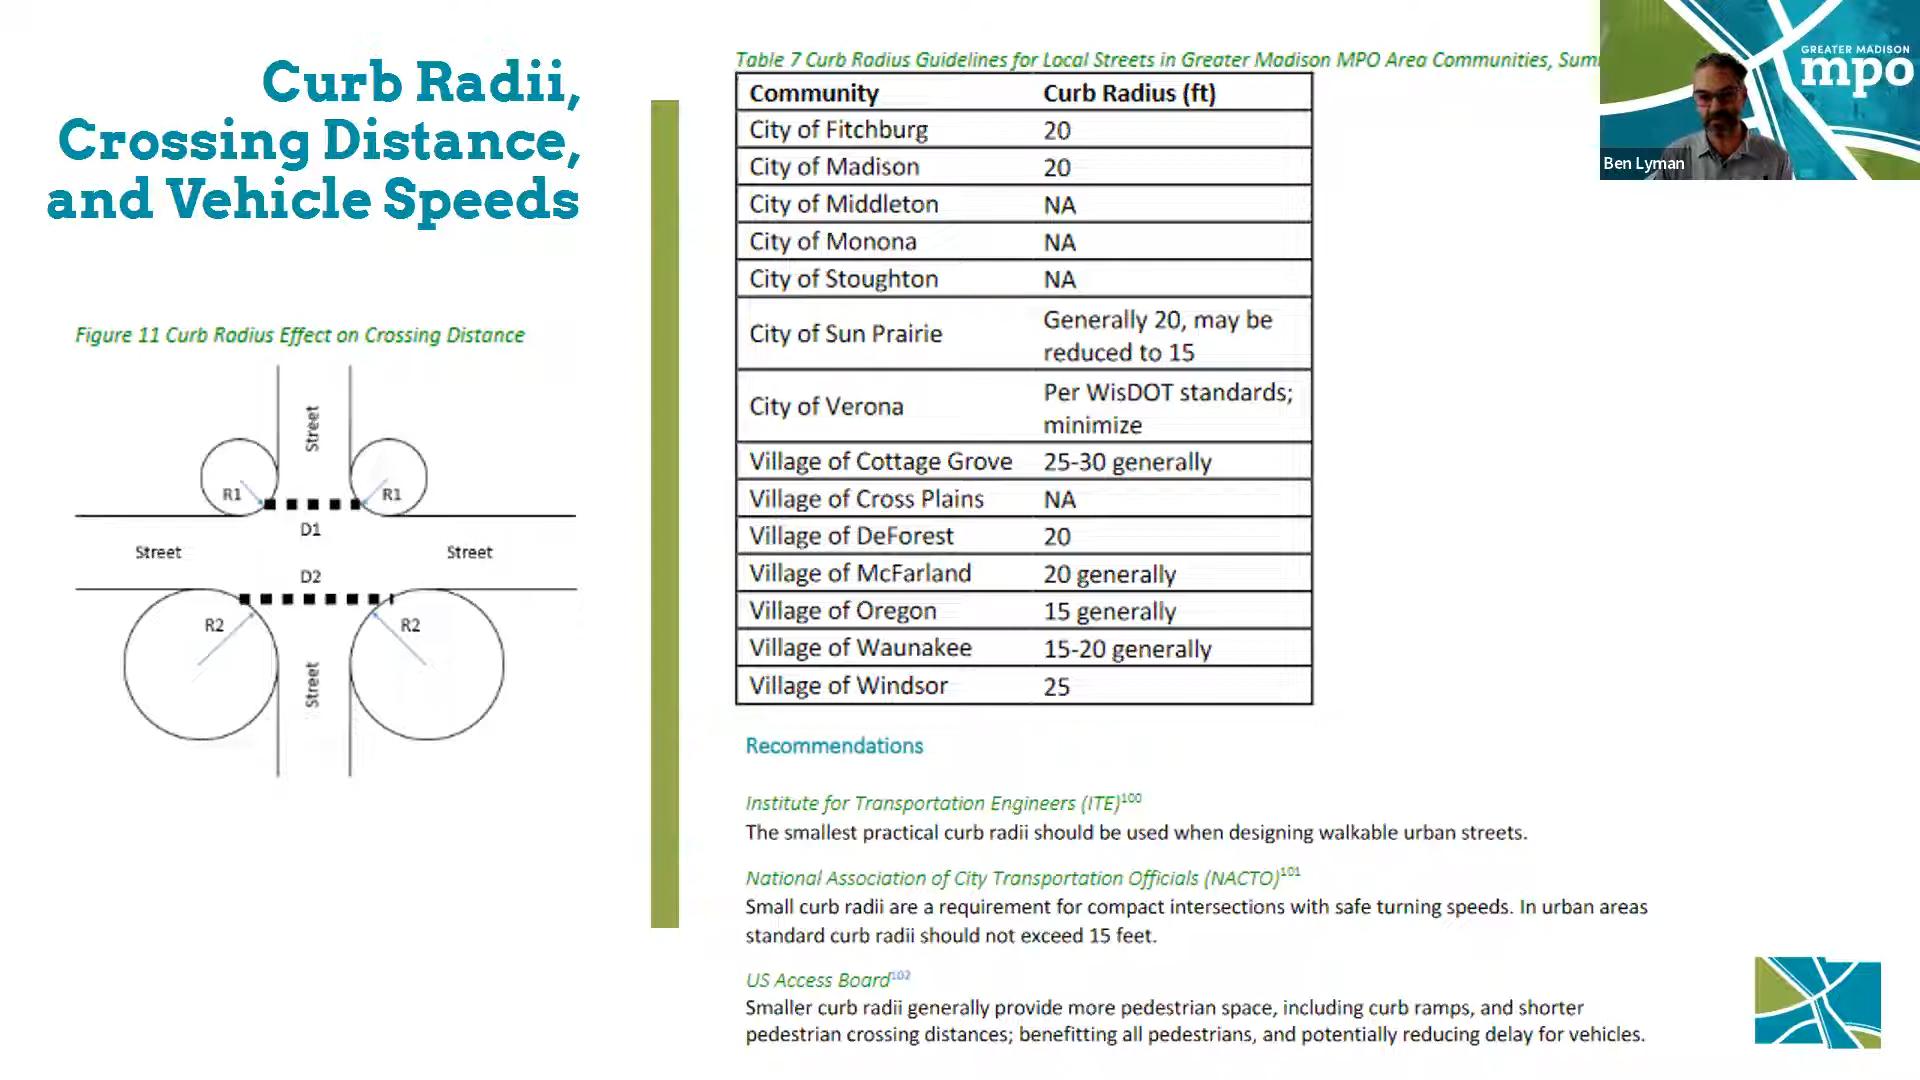 Curb Radii,
Crossing Distance,
and Vehicle Speeds
Figure 11 Curb Radius Effect on Crossing Distance
Street
R1
R1
D1
Street
Street
D2
R2
R2
Street
Table 7 Curb Radius Guidelines for Local Streets in Greater Madison MPO Area Communities,
Community Curb Radius (ft)
City of Fitchburg 20
City of Madison 20
City of Middleton NA
City of Monona NA
City of Stoughton NA
City of Sun Prairie Generally 20, may be
reduced to 15
City of Verona Per WisDOT standards;
minimize
Village of Cottage Grove 25-30 generally
Village of Cross Plains NA
Village of DeForest 20
Village of McFarland 20 generally
Village of Oregon 15 generally
Village of Waunakee 15-20 generally
Village of Windsor 25
Recommendations
Institute for Transportation Engineers (ITE)100
The smallest practical curb radii should be used when designing walkable urban streets.
National Association of City Transportation Officials (NACTO)101
Small curb radii are a requirement for compact intersections with safe turning speeds. In urban areas
standard curb radii should not exceed 15 feet.
US Access Board102
Smaller curb radii generally provide more pedestrian space, including curb ramps, and shorter
pedestrian crossing distances; benefitting all pedestrians, and potentially reducing delay for vehicles.
GREATER MADISON
mpo
Ben Lyman